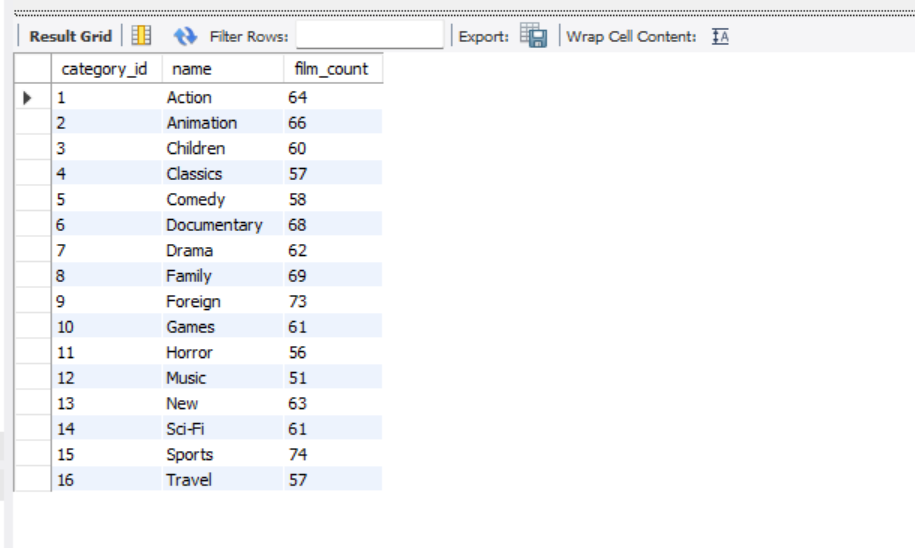 Result Grid Filter Rows: Export: Wrap Cell Content: IA
category_id name film_count
1 Action 64
2 Animation 66
3 Children 60
4 Classics 57
5 Comedy 58
6 Documentary 68
7 Drama 62
8 Family 69
9 Foreign 73
10 Games 61
11 Horror 56
12 Music 51
13 New 63
14 Sci-Fi 61
15 Sports 74
16 Travel 57